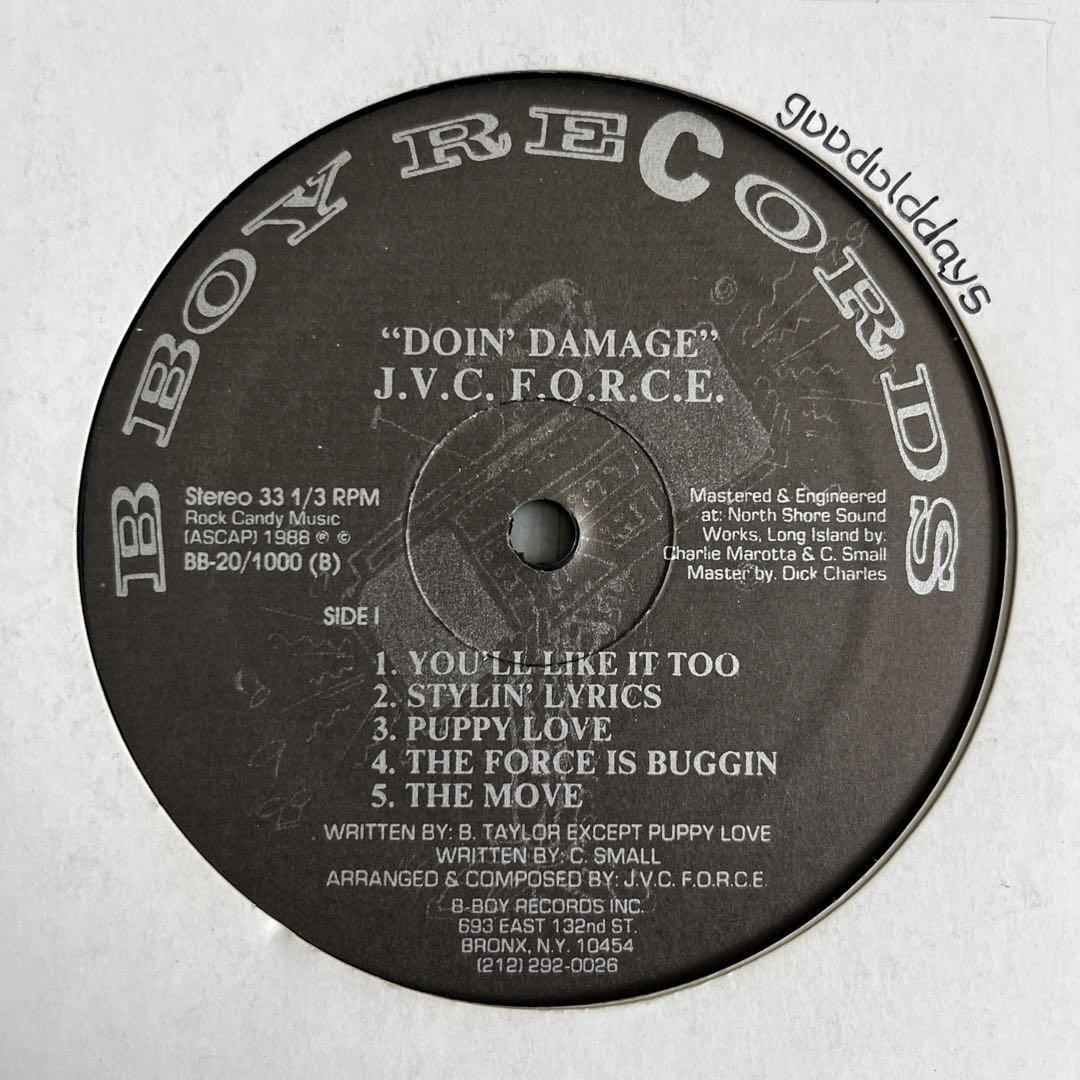 B BOY RECORDS
goodolddays
"DOIN' DAMAGE"
J.V.C. F.O.R.C.E.
Stereo 33 1/3 RPM
Rock Candy Music
(ASCAP) 1988 ℗ ©
BB-20/1000 (B)
Mastered & Engineered
at: North Shore Sound
Works, Long Island by:
Charlie Marotta & C. Small
Master by. Dick Charles
SIDE I
1. YOU'LL LIKE IT TOO
2. STYLIN' LYRICS
3. PUPPY LOVE
4. THE FORCE IS BUGGIN
5. THE MOVE
WRITTEN BY: B. TAYLOR EXCEPT PUPPY LOVE
WRITTEN BY: C. SMALL
ARRANGED & COMPOSED BY: J.V.C. F.O.R.C.E.
B-BOY RECORDS INC.
693 EAST 132nd ST.
BRONX, N.Y. 10454
(212) 292-0026